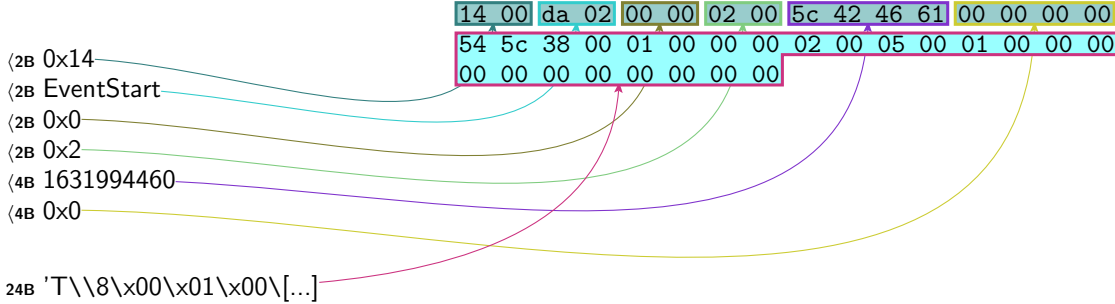 14 00 da 02 00 00 02 00 5c 42 46 61 00 00 00 00
54 5c 38 00 01 00 00 00 02 00 05 00 01 00 00 00
00 00 00 00 00 00 00 00
⟨2B 0x14
⟨2B EventStart
⟨2B 0x0
⟨2B 0x2
⟨4B 1631994460
⟨4B 0x0
24B 'T\\8\x00\x01\x00\[...]